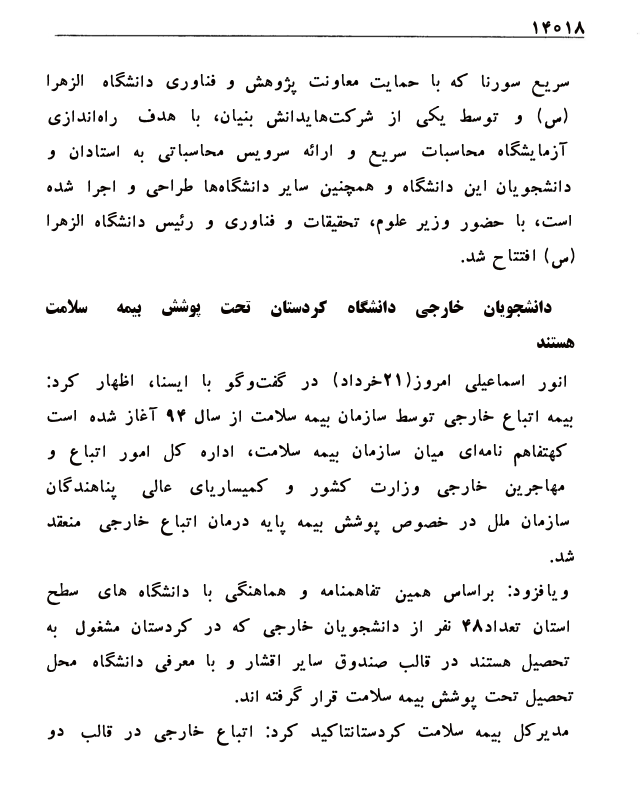 ۱۴۰۱۸
سریع سورنا که با حمایت معاونت پژوهش و فناوری دانشگاه الزهرا
(س) و توسط یکی از شرکت‌هایدانش بنیان، با هدف راه‌اندازی
آزمایشگاه محاسبات سریع و ارائه سرویس محاسباتی به استادان و
دانشجویان این دانشگاه و همچنین سایر دانشگاه‌ها طراحی و اجرا شده
است، با حضور وزیر علوم، تحقیقات و فناوری و رئیس دانشگاه الزهرا
(س) افتتاح شد.
دانشجویان خارجی دانشگاه کردستان تحت پوشش بیمه سلامت
هستند
انور اسماعیلی امروز(۲۱خرداد) در گفت‌وگو با ایسنا، اظهار کرد:
بیمه اتباع خارجی توسط سازمان بیمه سلامت از سال ۹۴ آغاز شده است
کهتفاهم نامه‌ای میان سازمان بیمه سلامت، اداره کل امور اتباع و
مهاجرین خارجی وزارت کشور و کمیساریای عالی پناهندگان
سازمان ملل در خصوص پوشش بیمه پایه درمان اتباع خارجی منعقد
شد.
ویافزود: براساس همین تفاهمنامه و هماهنگی با دانشگاه های سطح
استان تعداد۴۸ نفر از دانشجویان خارجی که در کردستان مشغول به
تحصیل هستند در قالب صندوق سایر اقشار و با معرفی دانشگاه محل
تحصیل تحت پوشش بیمه سلامت قرار گرفته اند.
مدیرکل بیمه سلامت کردستانتاکید کرد: اتباع خارجی در قالب دو